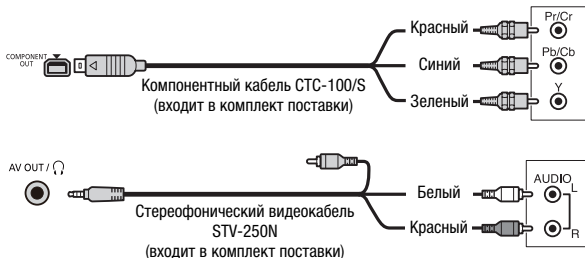 Красный
Pr/Cr
COMPONENT
OUT
Синий
Pb/Cb
Компонентный кабель CTC-100/S
(входит в комплект поставки)
Зеленый
Y
AV OUT /
Белый
AUDIO
L
Стереофонический видеокабель
STV-250N
(входит в комплект поставки)
Красный
R